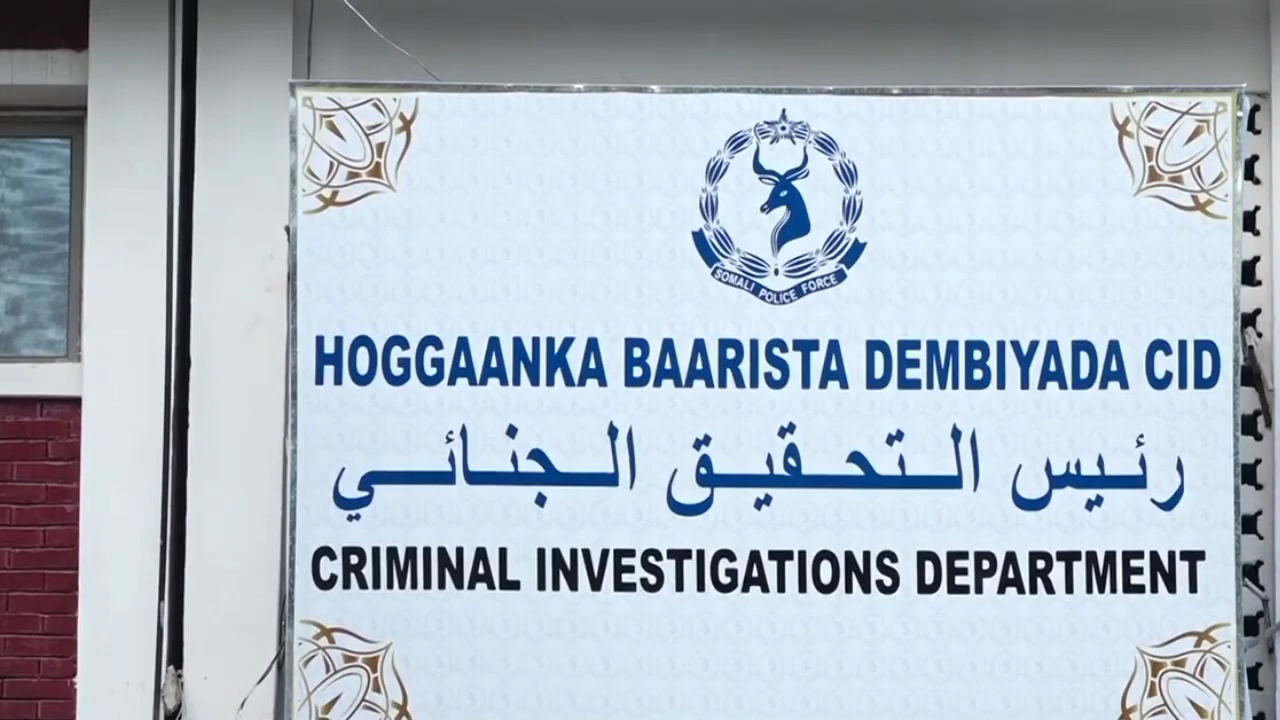 SOMALI POLICE FORCE
HOGGAANKA BAARISTA DEMBIYADA CID
رئيس التحقيق الجنائي
CRIMINAL INVESTIGATIONS DEPARTMENT